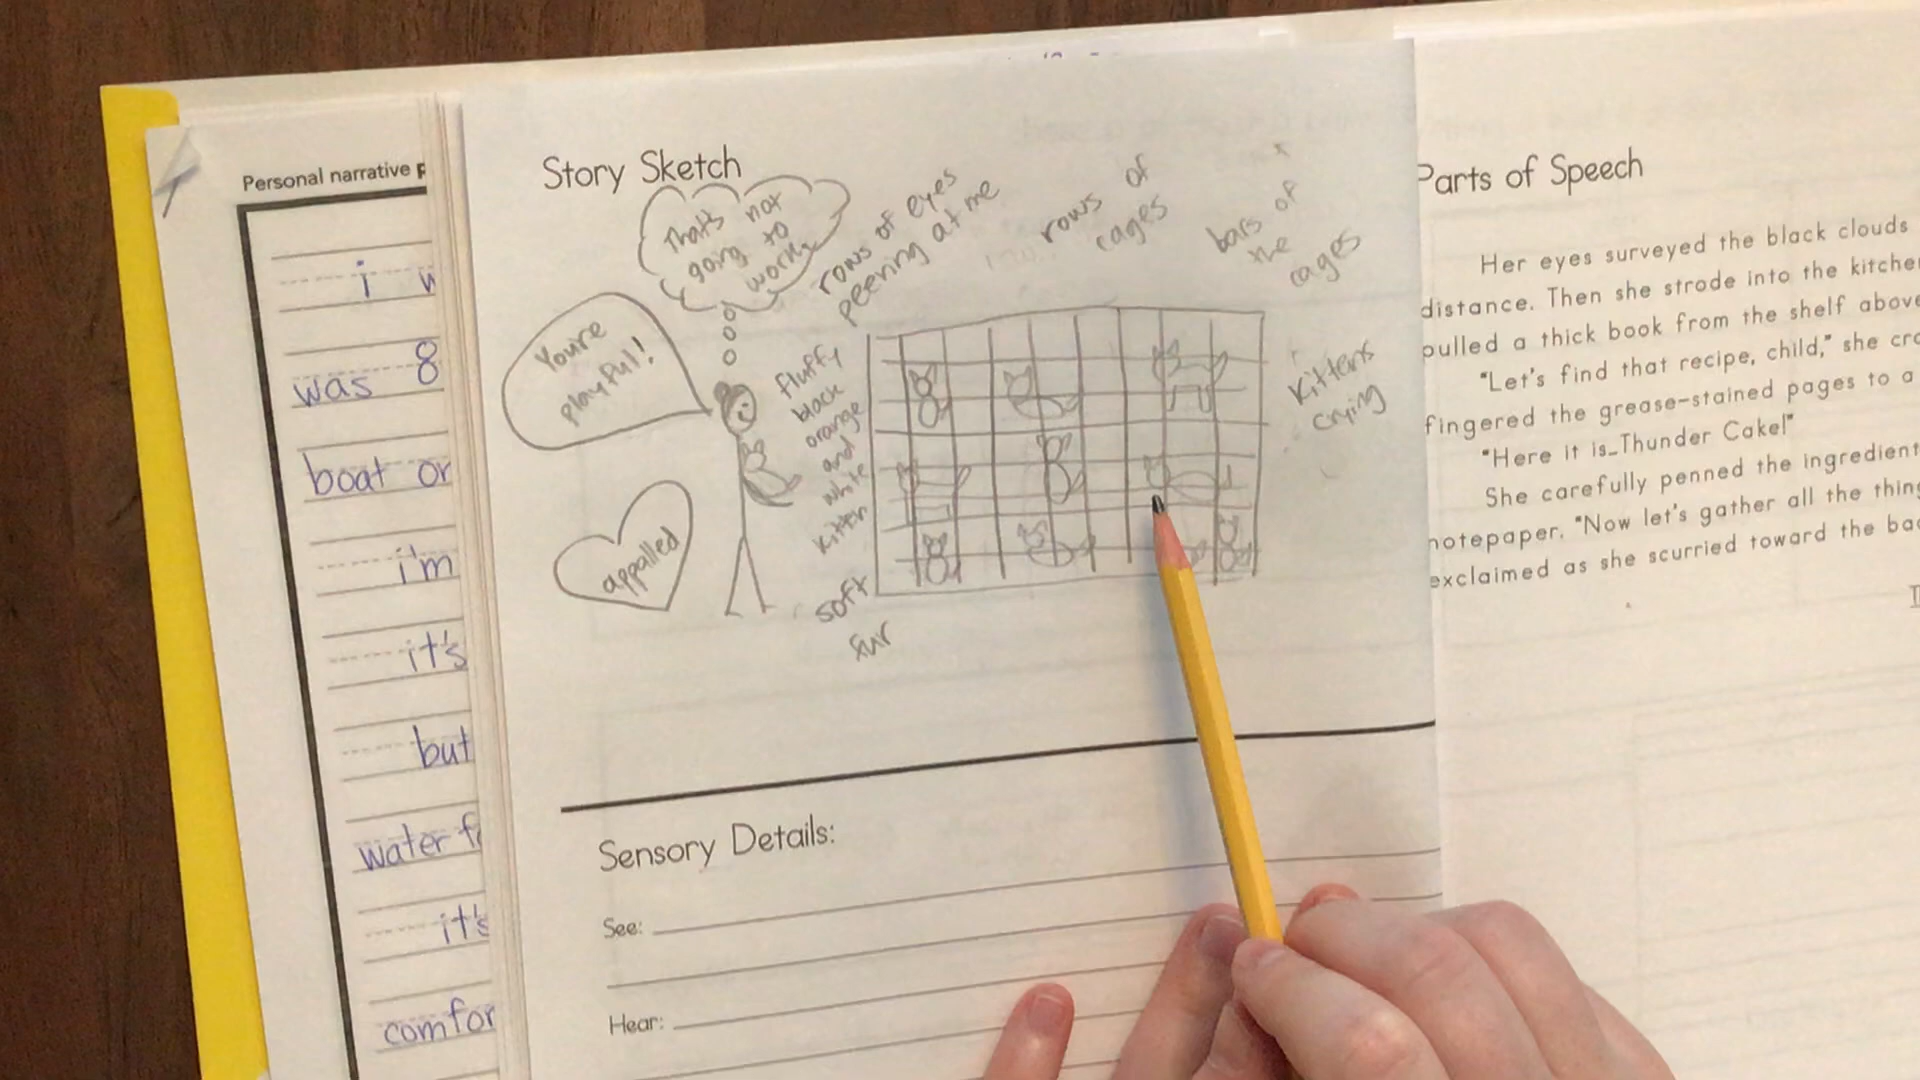 Personal narrative p
i w
was 8
boat or
i'm
it's
but
water f
it's
comfor
Story Sketch
That's not
going to
work
You're
playful!
appalled
rows of eyes
peering at me
rows of
cages
bars of
the
cages
fluffy
black
orange
and
white
kitten
soft
fur
kittens
crying
Sensory Details:
See:
Hear:
Parts of Speech
Her eyes surveyed the black clouds
distance. Then she strode into the kitche
pulled a thick book from the shelf above
"Let's find that recipe, child," she cro
fingered the grease-stained pages to a
"Here it is_Thunder Cake!"
She carefully penned the ingredient
notepaper. "Now let's gather all the thing
exclaimed as she scurried toward the bac